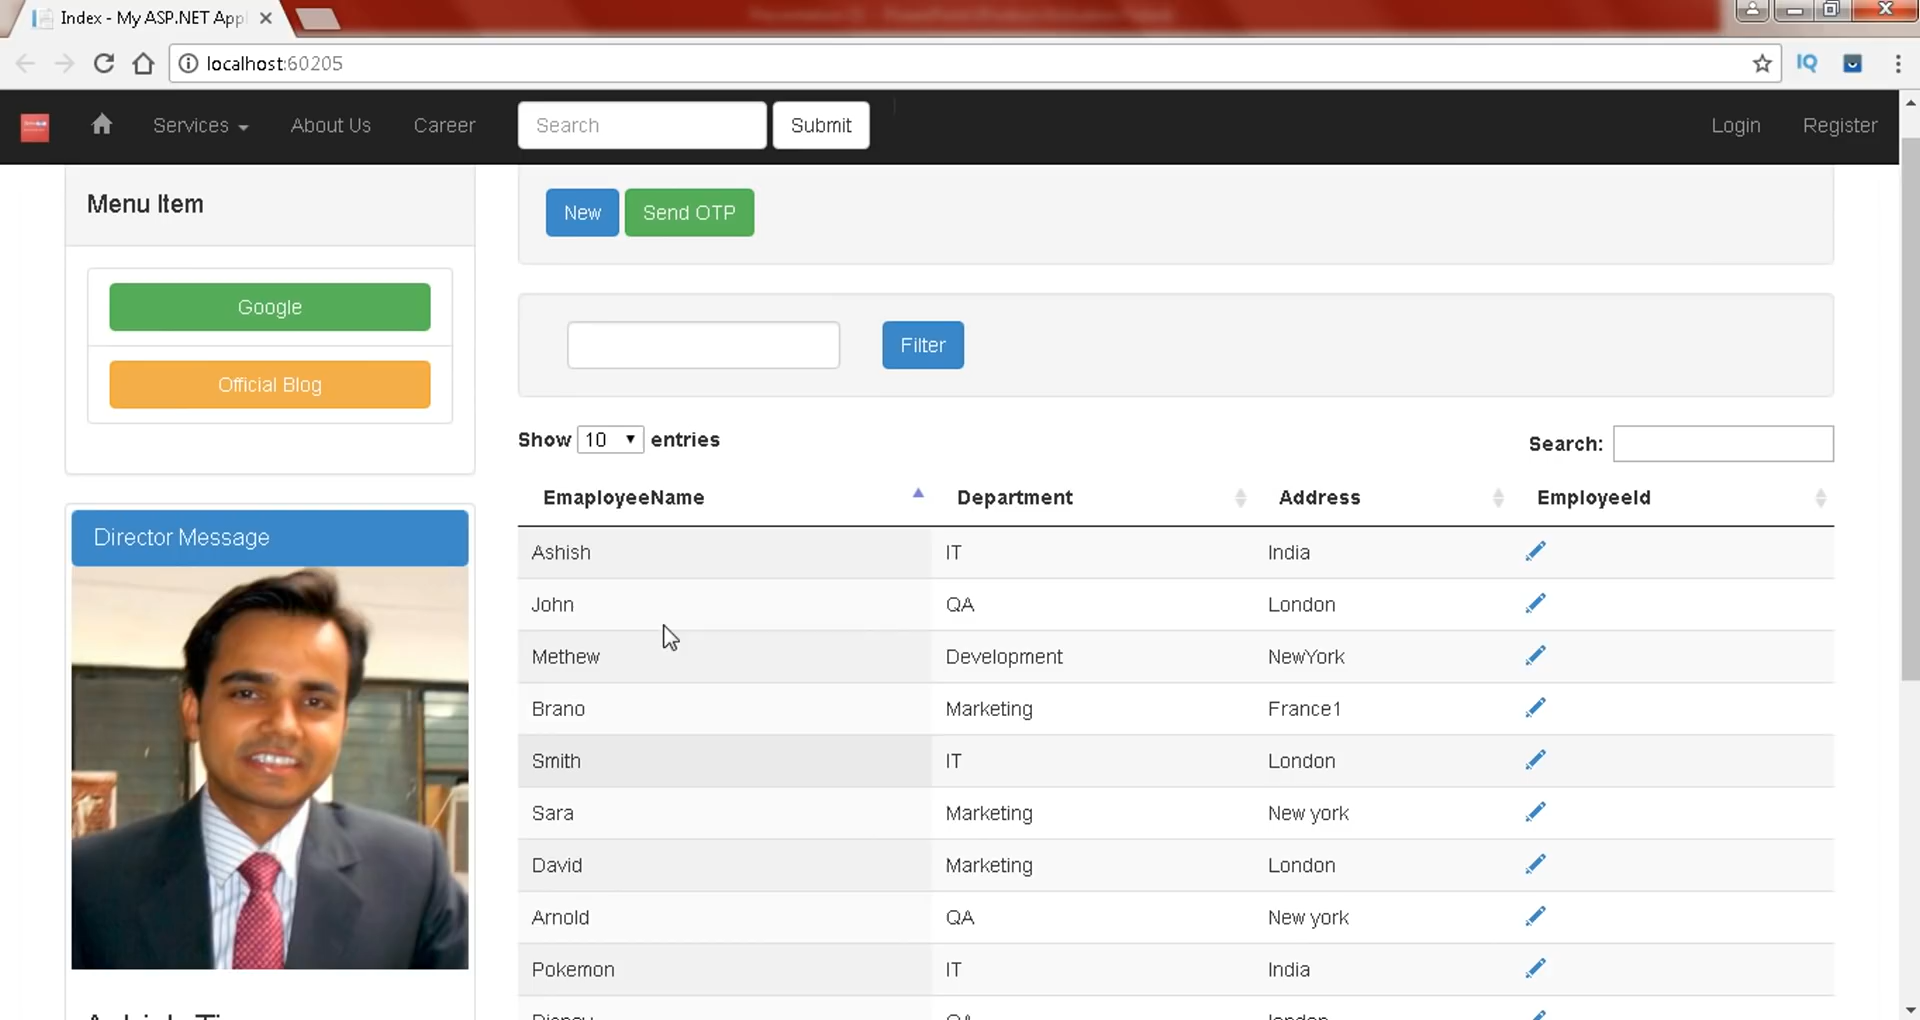 Index - My ASP.NET Appl
localhost:60205
Services
About Us
Career
Search
Submit
Login
Register
Menu Item
Google
Official Blog
Director Message
New
Send OTP
Filter
Show 10 entries
Search:
EmaployeeName Department Address EmployeeId
Ashish IT India
John QA London
Methew Development NewYork
Brano Marketing France1
Smith IT London
Sara Marketing New york
David Marketing London
Arnold QA New york
Pokemon IT India